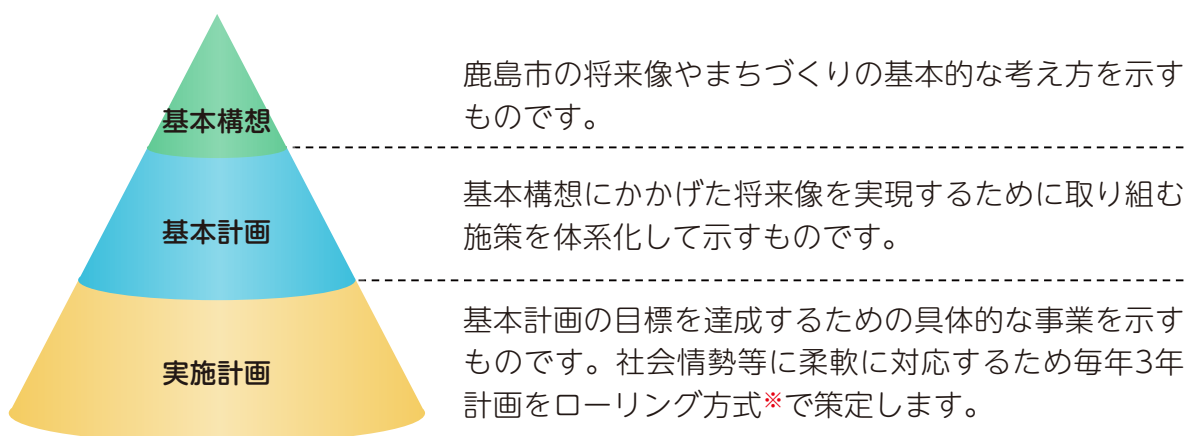 基本構想
鹿島市の将来像やまちづくりの基本的な考え方を示す
ものです。
基本計画
基本構想にかかげた将来像を実現するために取り組む
施策を体系化して示すものです。
実施計画
基本計画の目標を達成するための具体的な事業を示す
ものです。社会情勢等に柔軟に対応するため毎年3年
計画をローリング方式※で策定します。